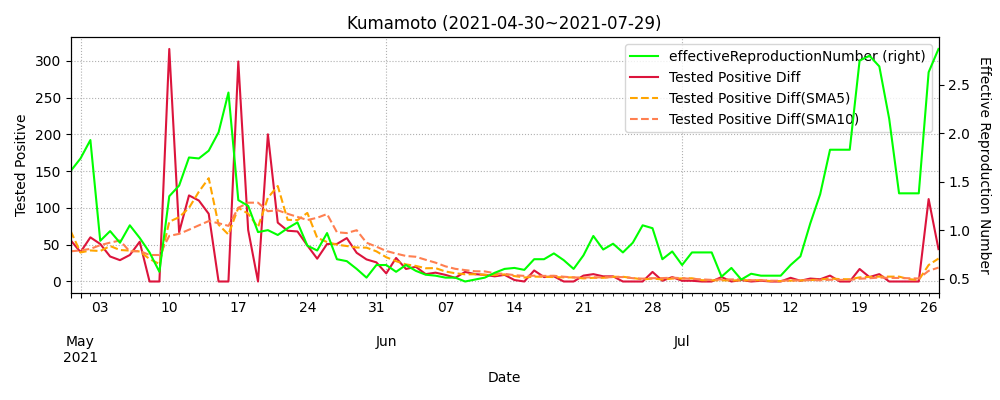 Kumamoto (2021-04-30~2021-07-29)
effectiveReproductionNumber (right)
Tested Positive Diff
Tested Positive Diff(SMA5)
Tested Positive Diff(SMA10)
Tested Positive
300
250
200
150
100
50
0
2.5
2.0
1.5
1.0
0.5
Effective Reproduction Number
03 10 17 24 31 07 14 21 28 05 12 19 26
May Jun Jul
2021
Date